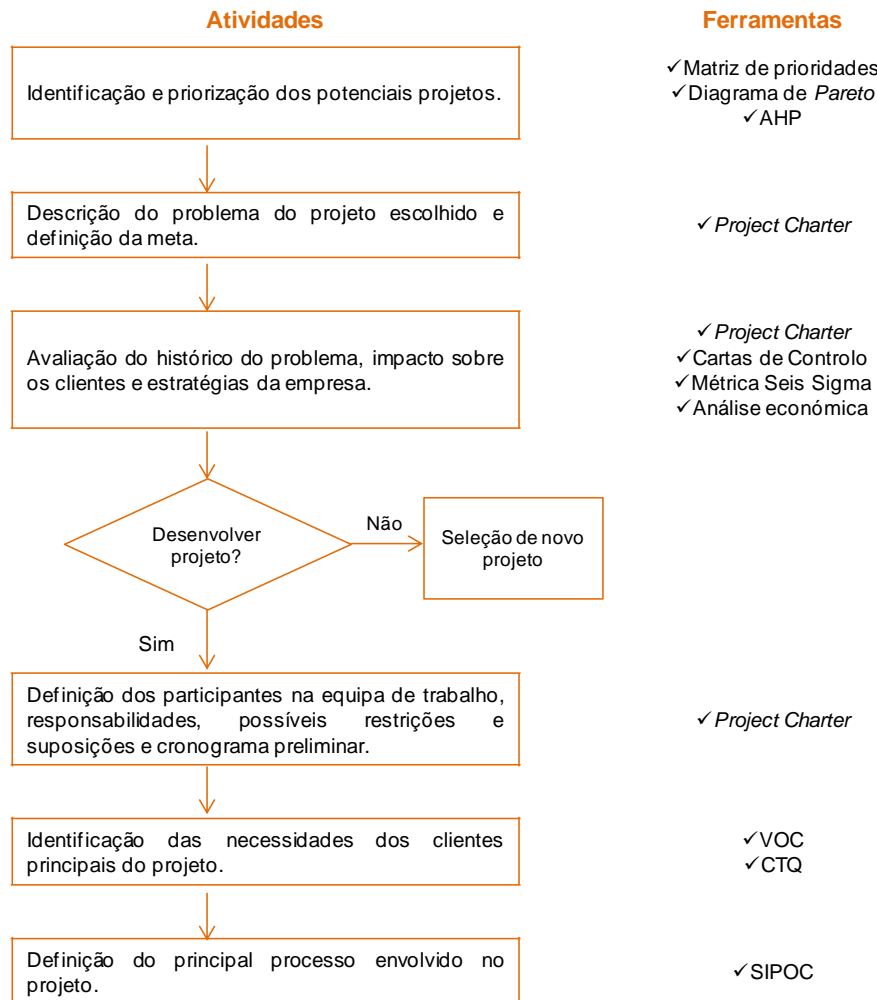 Atividades
Ferramentas
Identificação e priorização dos potenciais projetos.
✓Matriz de prioridades
✓Diagrama de Pareto
✓AHP
Descrição do problema do projeto escolhido e
definição da meta.
✓Project Charter
Avaliação do histórico do problema, impacto sobre
os clientes e estratégias da empresa.
✓Project Charter
✓Cartas de Controlo
✓Métrica Seis Sigma
✓Análise económica
Desenvolver
projeto?
Não
Seleção de novo
projeto
Sim
Definição dos participantes na equipa de trabalho,
responsabilidades, possíveis restrições e
suposições e cronograma preliminar.
✓Project Charter
Identificação das necessidades dos clientes
principais do projeto.
✓VOC
✓CTQ
Definição do principal processo envolvido no
projeto.
✓SIPOC